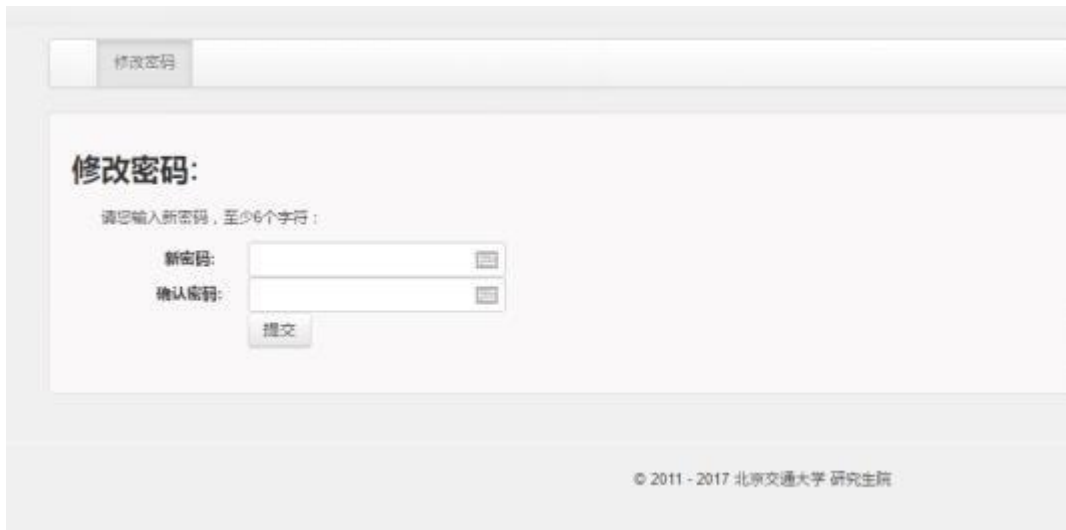 修改密码
修改密码:
请您输入新密码，至少6个字符：
新密码:
确认密码:
提交
© 2011 - 2017 北京交通大学 研究生院